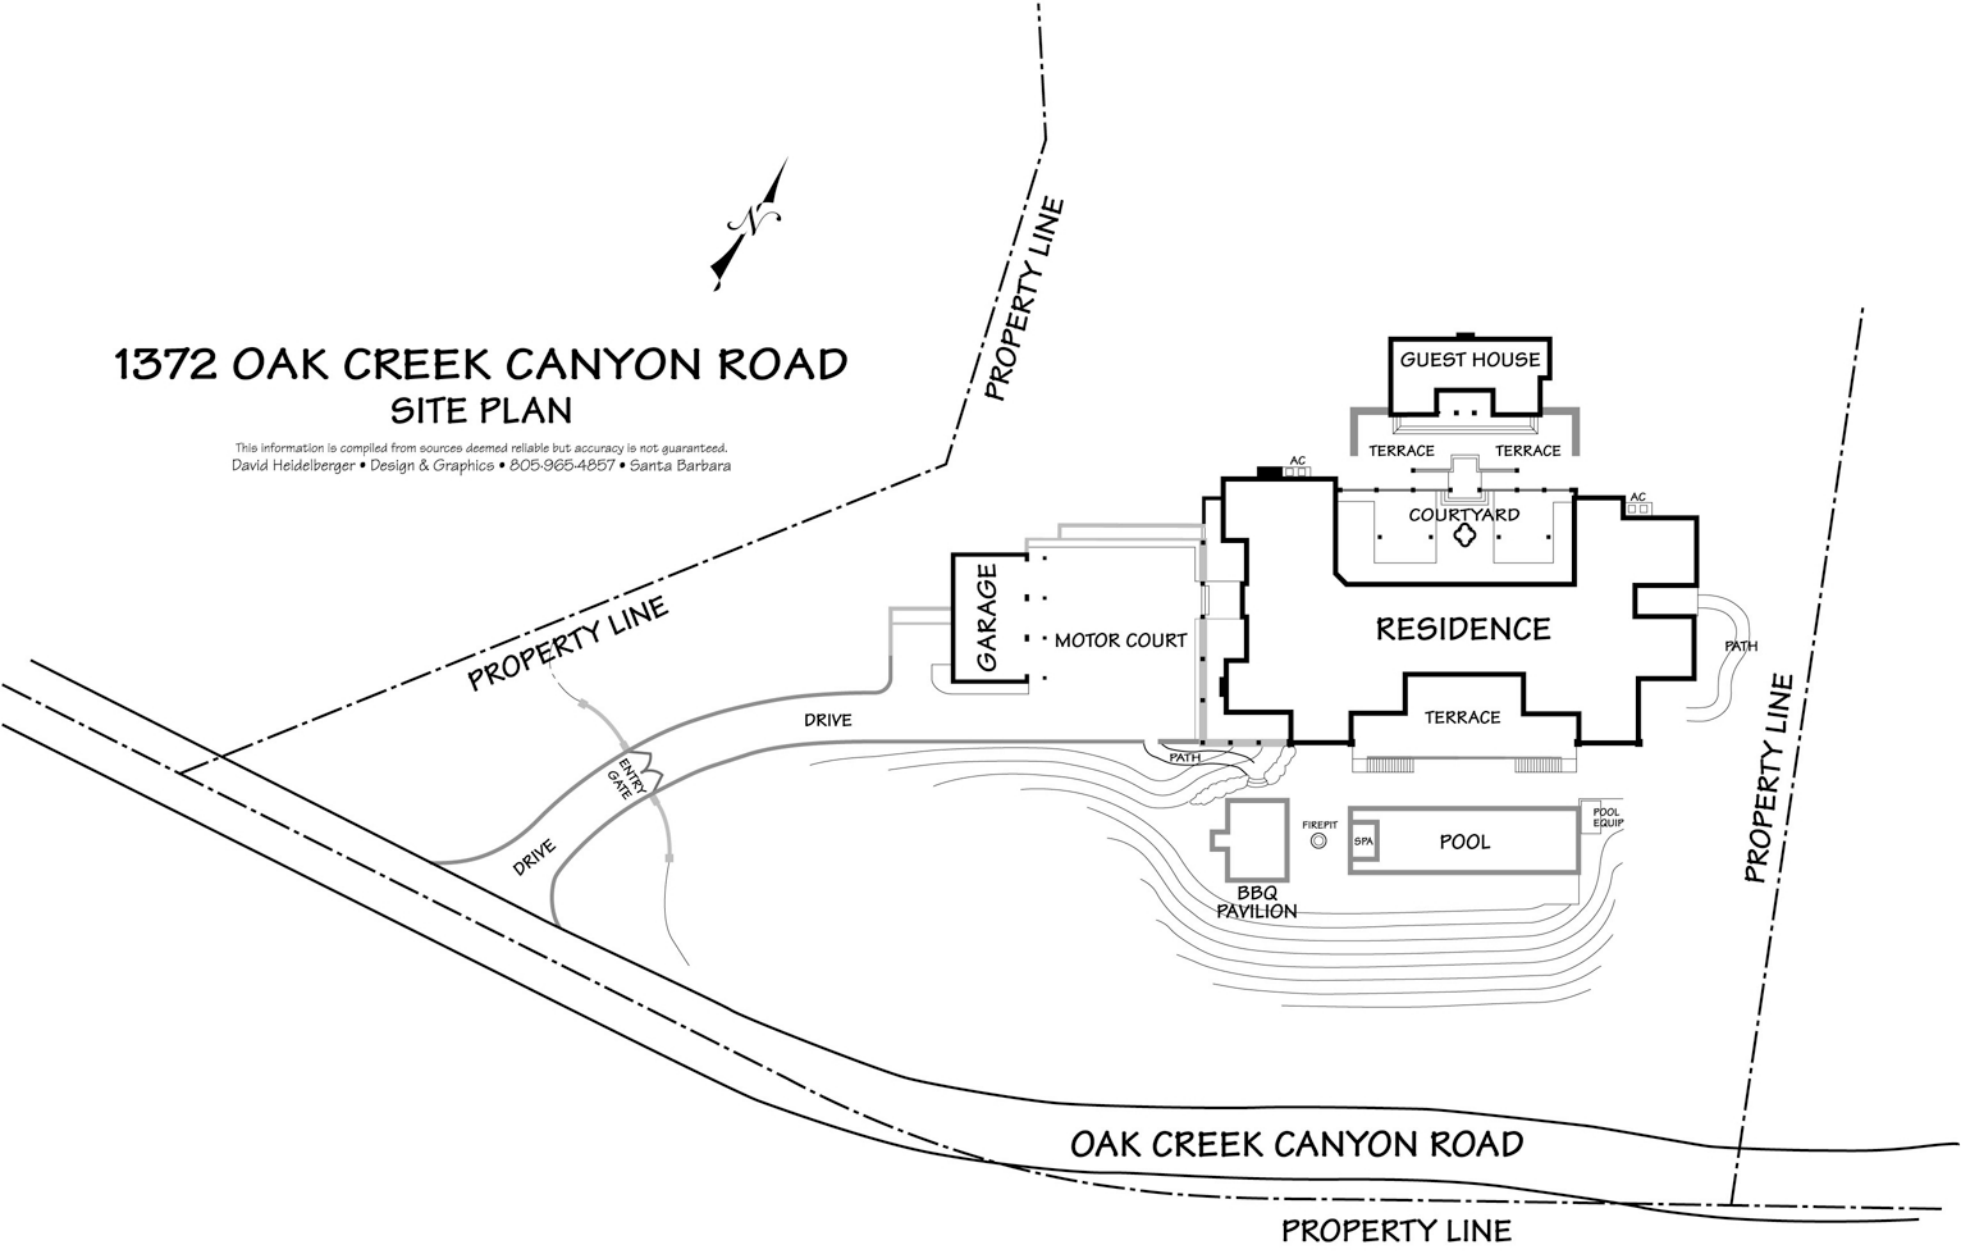 N
PROPERTY LINE
1372 OAK CREEK CANYON ROAD
SITE PLAN
This information is compiled from sources deemed reliable but accuracy is not guaranteed.
David Heidelberger • Design & Graphics • 805•965•4857 • Santa Barbara
GUEST HOUSE
TERRACE
TERRACE
AC
AC
COURTYARD
GARAGE
MOTOR COURT
RESIDENCE
PATH
PROPERTY LINE
DRIVE
TERRACE
PROPERTY LINE
ENTRY
GATE
PATH
DRIVE
FIREPIT
SPA
POOL
POOL
EQUIP
BBQ
PAVILION
OAK CREEK CANYON ROAD
PROPERTY LINE